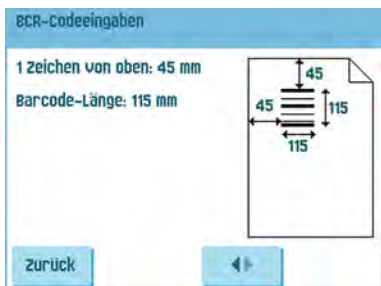 BCR-Codeeingaben
1 Zeichen von oben: 45 mm
Barcode-Länge: 115 mm
45
45
115
115
zurück